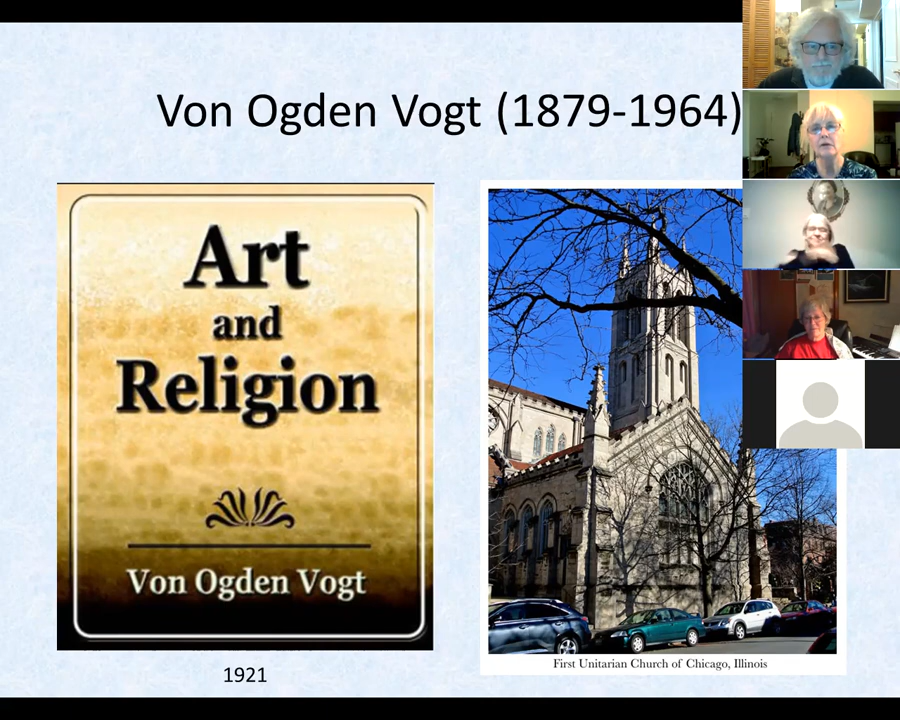 Von Ogden Vogt (1879-1964)
Art
and
Religion
Von Ogden Vogt
1921
First Unitarian Church of Chicago, Illinois